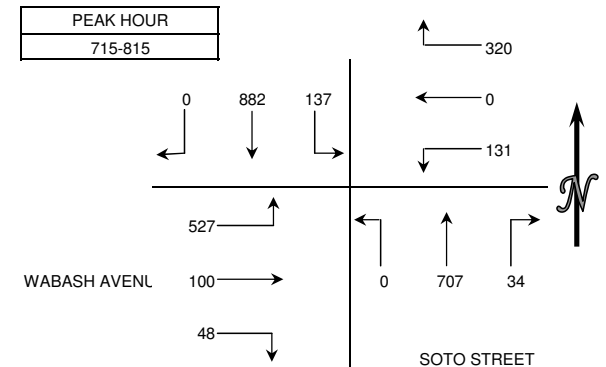 PEAK HOUR
715-815
320
0 882 137 0
131
527
WABASH AVENU 100 0 707 34
48
SOTO STREET
N